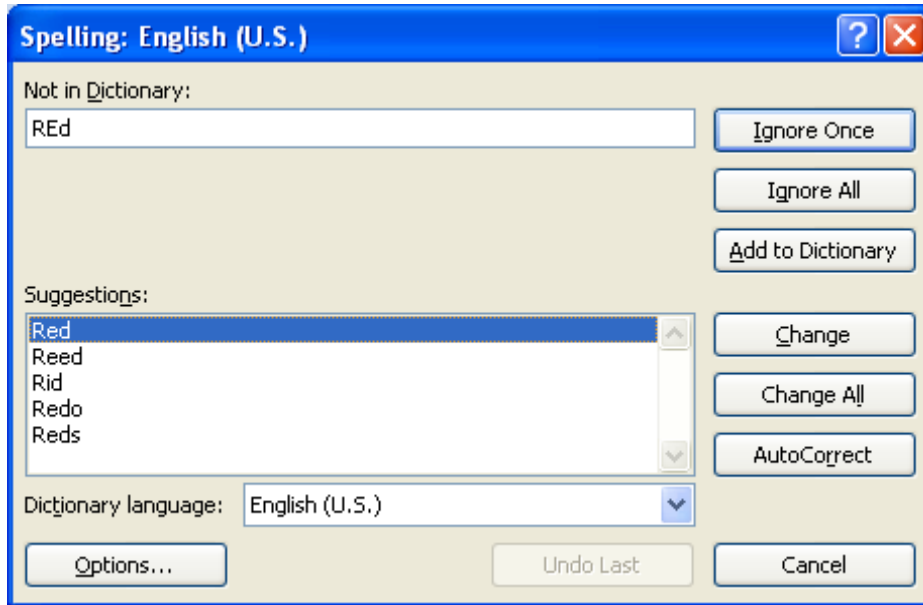 Spelling: English (U.S.)
Not in Dictionary:
REd
Ignore Once
Ignore All
Add to Dictionary
Suggestions:
Red
Reed
Rid
Redo
Reds
Change
Change All
AutoCorrect
Dictionary language: English (U.S.)
Options... Undo Last Cancel